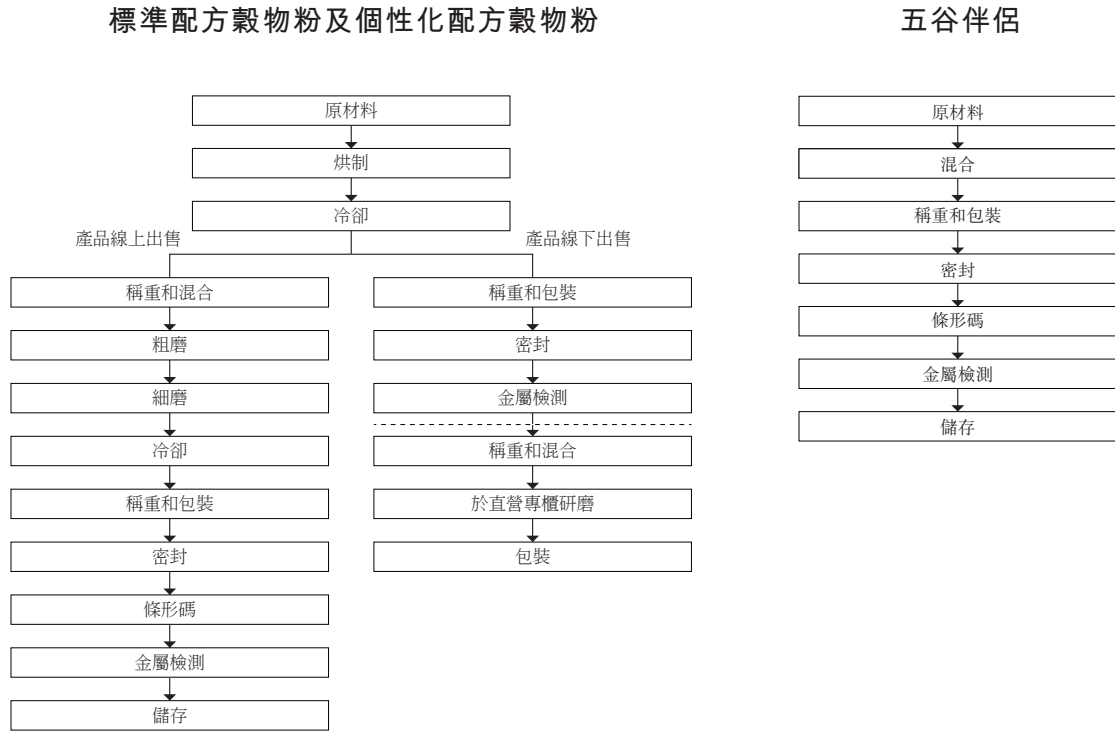 標準配方穀物粉及個性化配方穀物粉
原材料
烘制
冷卻
產品線上出售
稱重和混合
粗磨
細磨
冷卻
稱重和包裝
密封
條形碼
金屬檢測
儲存
產品線下出售
稱重和包裝
密封
金屬檢測
稱重和混合
於直營專櫃研磨
包裝
五谷伴侶
原材料
混合
稱重和包裝
密封
條形碼
金屬檢測
儲存